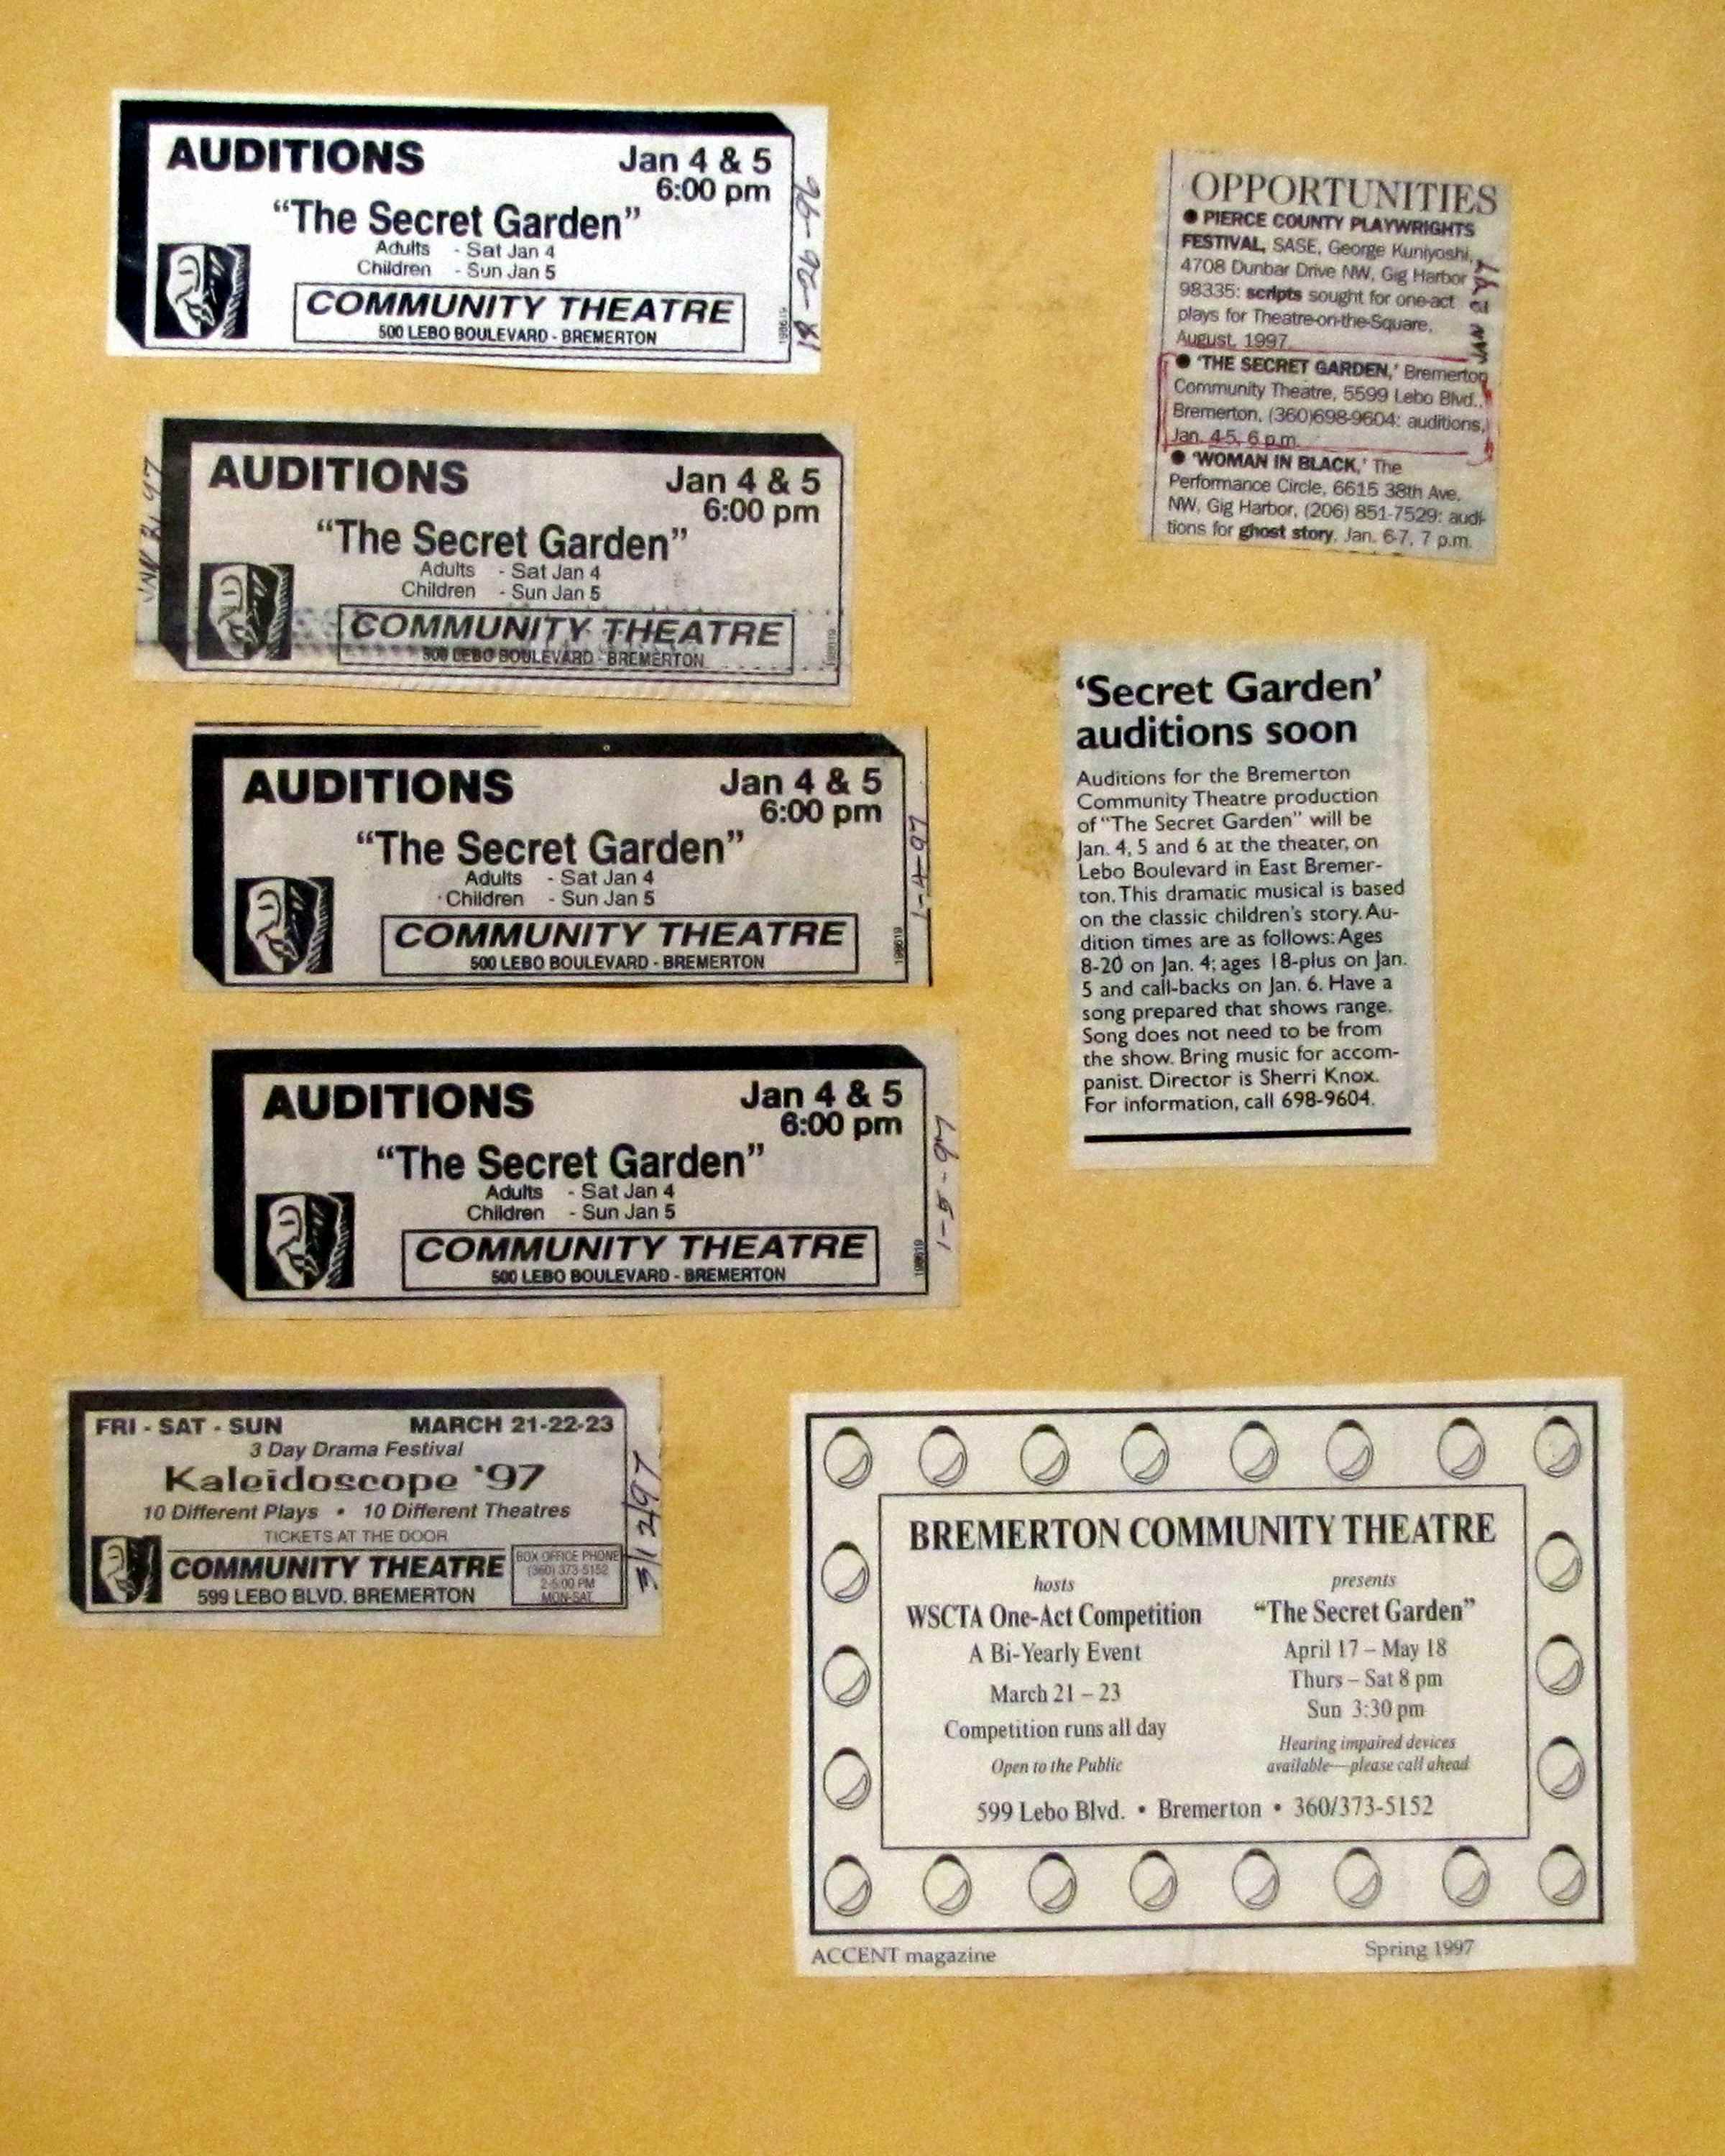 AUDITIONS
Jan 4 & 5
6:00 pm
“The Secret Garden”
Adults - Sat Jan 4
Children - Sun Jan 5
COMMUNITY THEATRE
500 LEBO BOULEVARD - BREMERTON
198619
AUDITIONS
Jan 4 & 5
6:00 pm
“The Secret Garden”
Adults - Sat Jan 4
Children - Sun Jan 5
COMMUNITY THEATRE
500 LEBO BOULEVARD - BREMERTON
198619
AUDITIONS
Jan 4 & 5
6:00 pm
“The Secret Garden”
Adults - Sat Jan 4
Children - Sun Jan 5
COMMUNITY THEATRE
500 LEBO BOULEVARD - BREMERTON
198619
1-4-97
AUDITIONS
Jan 4 & 5
6:00 pm
“The Secret Garden”
Adults - Sat Jan 4
Children - Sun Jan 5
COMMUNITY THEATRE
500 LEBO BOULEVARD - BREMERTON
198619
1-5-97
FRI - SAT - SUN MARCH 21-22-23
3 Day Drama Festival
Kaleidoscope '97
10 Different Plays • 10 Different Theatres
TICKETS AT THE DOOR
COMMUNITY THEATRE
599 LEBO BLVD. BREMERTON
BOX OFFICE PHONE
(360) 373-5152
2-5:00 PM
MON-SAT
OPPORTUNITIES
● PIERCE COUNTY PLAYWRIGHTS
FESTIVAL, SASE, George Kuniyoshi,
4708 Dunbar Drive NW, Gig Harbor
98335: scripts sought for one-act
plays for Theatre-on-the-Square,
August, 1997.
● ‘THE SECRET GARDEN,’ Bremerton
Community Theatre, 5599 Lebo Blvd.,
Bremerton, (360)698-9604: auditions,
Jan. 4-5, 6 p.m.
● ‘WOMAN IN BLACK,’ The
Performance Circle, 6615 38th Ave.
NW, Gig Harbor, (206) 851-7529: audi-
tions for ghost story, Jan. 6-7, 7 p.m.
JAN 2 97
‘Secret Garden’
auditions soon
Auditions for the Bremerton
Community Theatre production
of “The Secret Garden” will be
Jan. 4, 5 and 6 at the theater, on
Lebo Boulevard in East Bremer-
ton. This dramatic musical is based
on the classic children’s story. Au-
dition times are as follows: Ages
8-20 on Jan. 4; ages 18-plus on Jan.
5 and call-backs on Jan. 6. Have a
song prepared that shows range.
Song does not need to be from
the show. Bring music for accom-
panist. Director is Sherri Knox.
For information, call 698-9604.
BREMERTON COMMUNITY THEATRE
hosts
WSCTA One-Act Competition
A Bi-Yearly Event
March 21 – 23
Competition runs all day
Open to the Public
presents
“The Secret Garden”
April 17 – May 18
Thurs – Sat 8 pm
Sun 3:30 pm
Hearing impaired devices
available—please call ahead
599 Lebo Blvd. • Bremerton • 360/373-5152
ACCENT magazine
Spring 1997